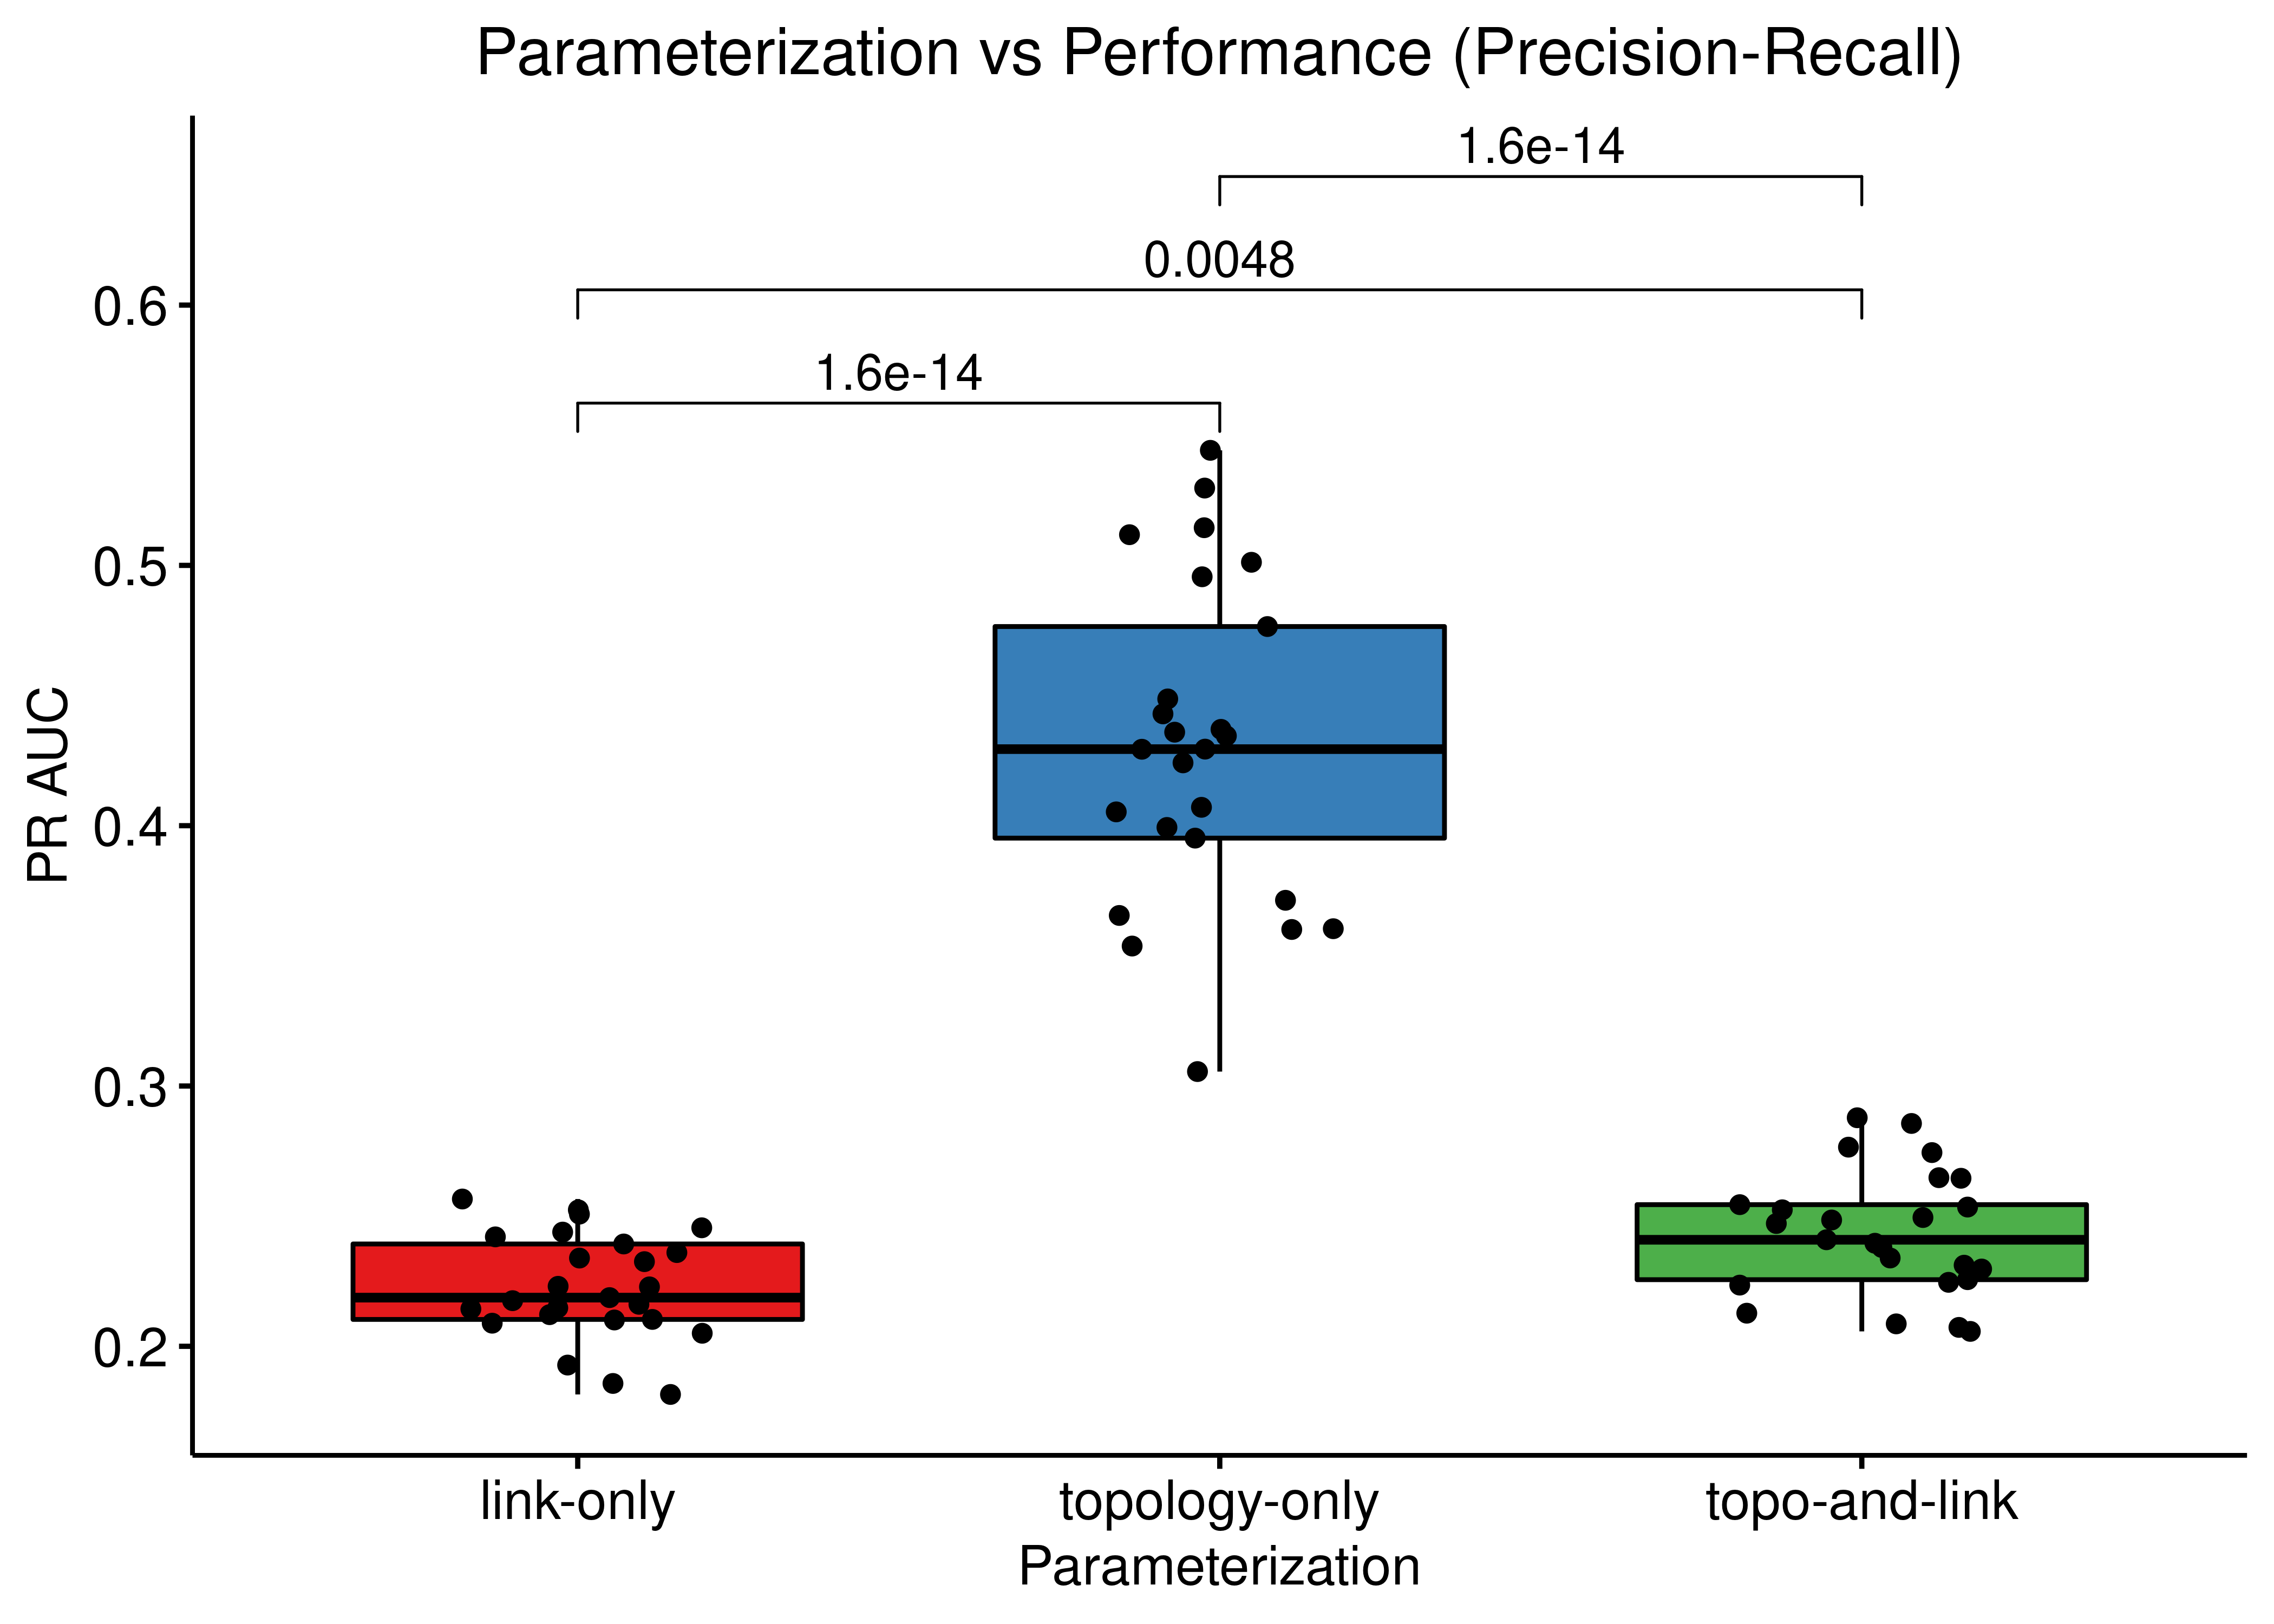 Parameterization vs Performance (Precision-Recall)
1.6e-14
0.0048
1.6e-14
0.6
0.5
0.4
0.3
0.2
PR AUC
link-only
topology-only
topo-and-link
Parameterization